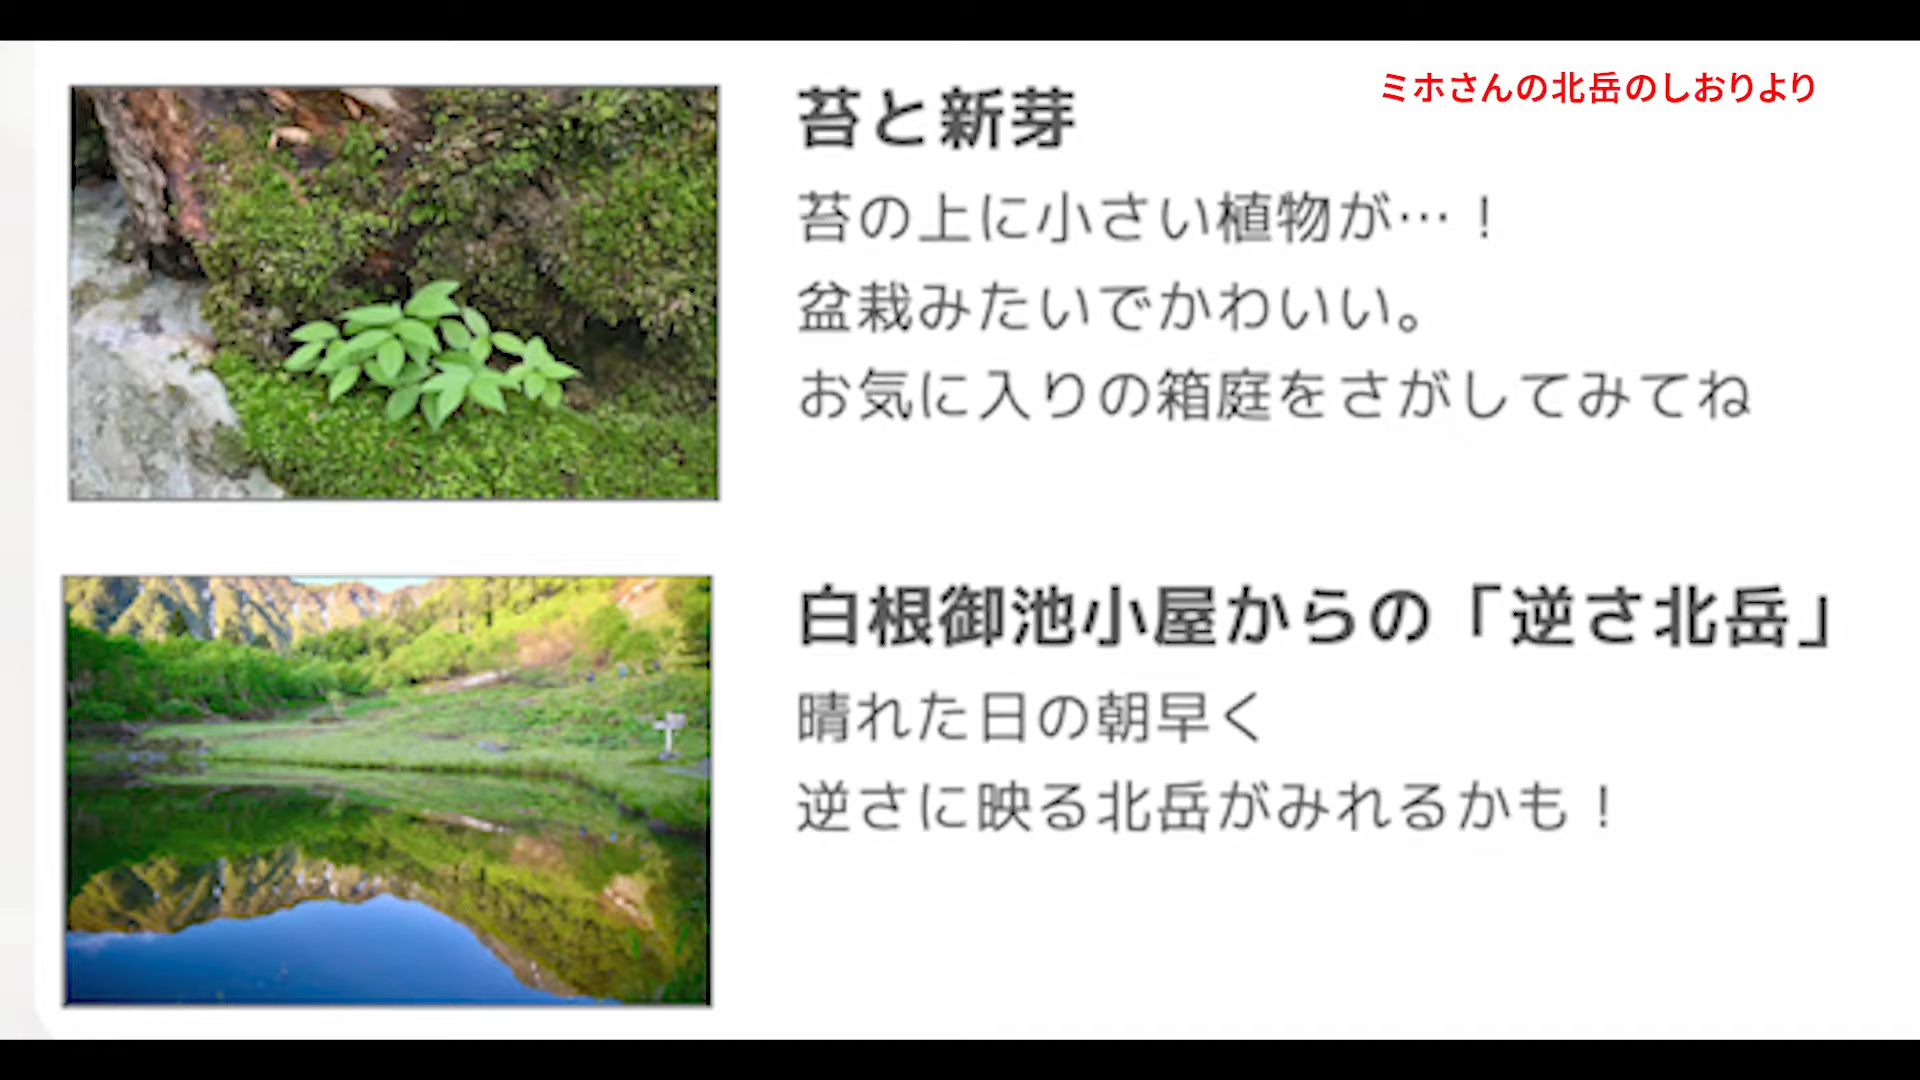 ミホさんの北岳のしおりより
苔と新芽
苔の上に小さい植物が…！
盆栽みたいでかわいい。
お気に入りの箱庭をさがしてみてね
白根御池小屋からの「逆さ北岳」
晴れた日の朝早く
逆さに映る北岳がみれるかも！